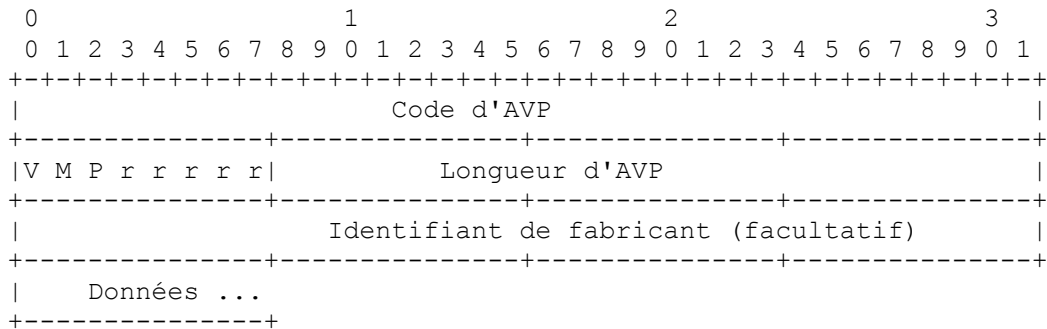 0                   1                   2                   3
0 1 2 3 4 5 6 7 8 9 0 1 2 3 4 5 6 7 8 9 0 1 2 3 4 5 6 7 8 9 0 1
+-+-+-+-+-+-+-+-+-+-+-+-+-+-+-+-+-+-+-+-+-+-+-+-+-+-+-+-+-+-+-+-+
|                       Code d'AVP                              |
+---------------+---------------+---------------+---------------+
|V M P r r r r r|          Longueur d'AVP                       |
+---------------+---------------+---------------+---------------+
|                   Identifiant de fabricant (facultatif)       |
+---------------+---------------+---------------+---------------+
|    Données ...
+---------------+